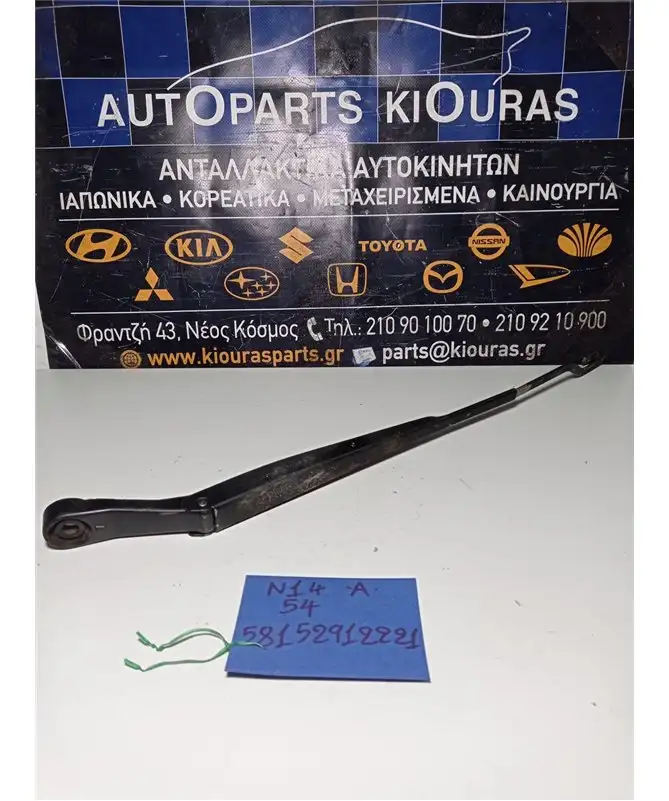 AUTOPARTS KIOURAS
ΑΝΤΑΛΛΑΚΤΙΚΑ ΑΥΤΟΚΙΝΗΤΩΝ
ΙΑΠΩΝΙΚΑ • ΚΟΡΕΑΤΙΚΑ • ΜΕΤΑΧΕΙΡΙΣΜΕΝΑ • ΚΑΙΝΟΥΡΓΙΑ
KIA TOYOTA NISSAN
Φραντζή 43, Νέος Κόσμος Τηλ.: 210 90 100 70 • 210 92 10 900
www.kiourasparts.gr parts@kiouras.gr
N14 A
54
58152912221